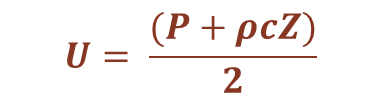 U = (P + ρcZ) / 2